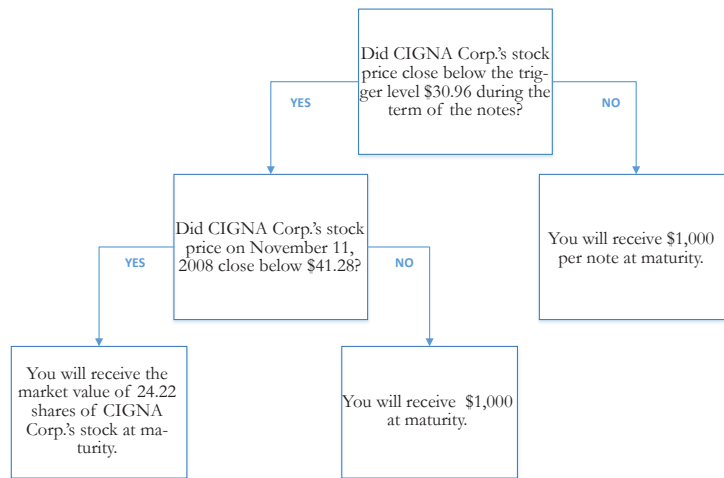 Did CIGNA Corp.'s stock
price close below the trig-
ger level $30.96 during the
term of the notes?
YES
NO
Did CIGNA Corp.'s stock
price on November 11,
2008 close below $41.28?
You will receive $1,000
per note at maturity.
YES
NO
You will receive the
market value of 24.22
shares of CIGNA
Corp.'s stock at ma-
turity.
You will receive $1,000
at maturity.